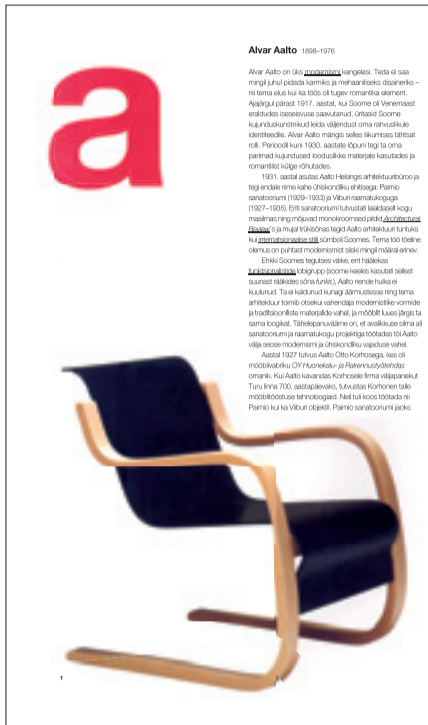 a
Alvar Aalto 1898–1976
Alvar Aalto on üks modernismi kangelasi. Teda ei saa
mingil juhul pidada karmiks ja mehaaniliseks disaineriks –
nii tema elus kui ka töös oli tugev romantika element.
Ajajärgul pärast 1917. aastat, kui Soome oli Venemaast
eraldudes iseseisvuse saavutanud, üritasid Soome
kujunduskunstnikud leida väljendust oma rahvuslikule
identiteedile. Alvar Aalto mängis selles liikumises tähtsat
rolli. Perioodil kuni 1930. aastate lõpuni tegi ta oma
parimad kujundused looduslikke materjale kasutades ja
romantilist külge rõhutades.
1931. aastal asutas Aalto Helsingis arhitektuuribüroo ja
tegi endale nime kahe ühiskondliku ehitisega: Paimio
sanatooriumi (1929–1933) ja Viiburi raamatukoguga
(1927–1935). Eriti sanatooriumi tutvustati laialdaselt kogu
maailmas ning mõjuvad monokroomsed pildid Architectural
Review's ja mujal trükisõnas tegid Aalto arhitektuuri tuntuks
kui internatsionaalse stiili sümboli Soomes. Tema töö tõeline
olemus on puhtast modernismist siiski mingil määral erinev.
Ehkki Soomes tegutses väike, ent häälekas
funktsionalistide lobigrupp (soome keeles kasutati sellest
suunast rääkides sõna funkis), Aalto nende hulka ei
kuulunud. Ta ei kaldunud kunagi äärmustesse ning tema
arhitektuur toimib otsekui vahendaja modernistlike vormide
ja traditsiooniliste materjalide vahel, ja mööblit luues järgis ta
sama loogikat. Tähelepanuväärne on, et avalikkuse silma all
sanatooriumi ja raamatukogu projektiga töötades tõi Aalto
välja seose modernismi ja ühiskondliku vajaduse vahel.
Aastal 1927 tutvus Aalto Otto Korhosega, kes oli
mööblivabriku OY Huonekalu- ja Rakennustyötehdas
omanik. Kui Aalto kavandas Korhosele firma väljapanekut
Turu linna 700. aastapäevaks, tutvustas Korhonen talle
mööblitööstuse tehnoloogiaid. Neil tuli koos töötada nii
Paimio kui ka Viiburi objektil. Paimio sanatooriumi jaoks
1